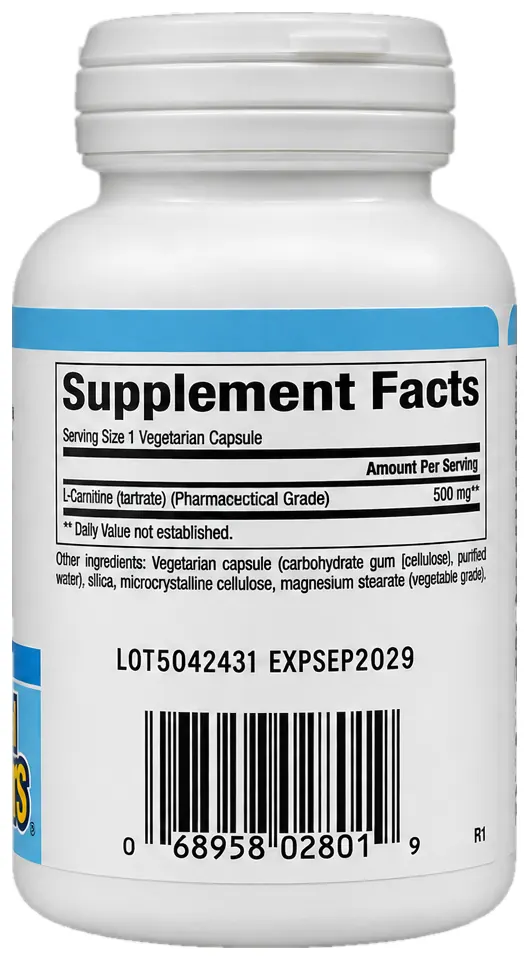 Supplement Facts
Serving Size 1 Vegetarian Capsule
Amount Per Serving
L-Carnitine (tartrate) (Pharmaceutical Grade) 500 mg**
** Daily Value not established.
Other ingredients: Vegetarian capsule (carbohydrate gum [cellulose], purified
water), silica, microcrystalline cellulose, magnesium stearate (vegetable grade).
LOT5042431 EXPSEP2029
0 68958 02801 9
R1